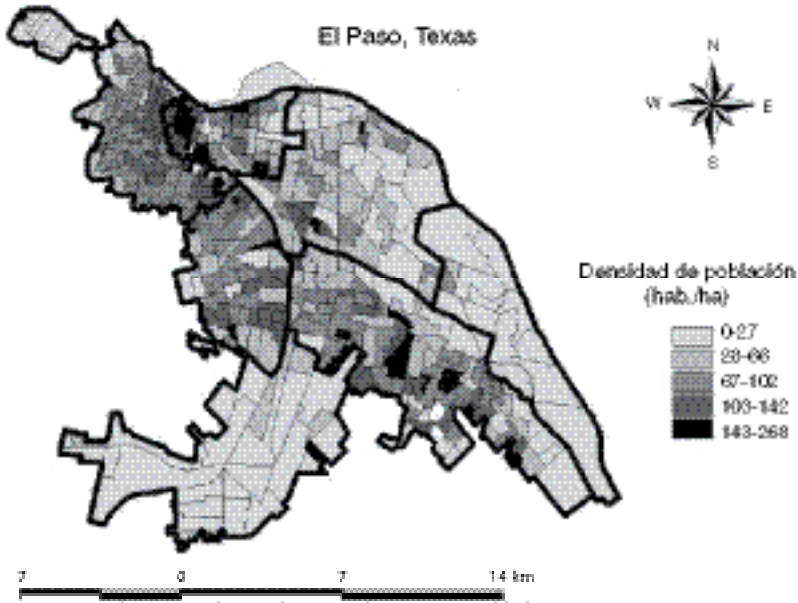 El Paso, Texas
N
W
E
S
Densidad de población
(hab./ha)
0-27
28-66
67-102
103-142
143-268
7
0
7
14 km